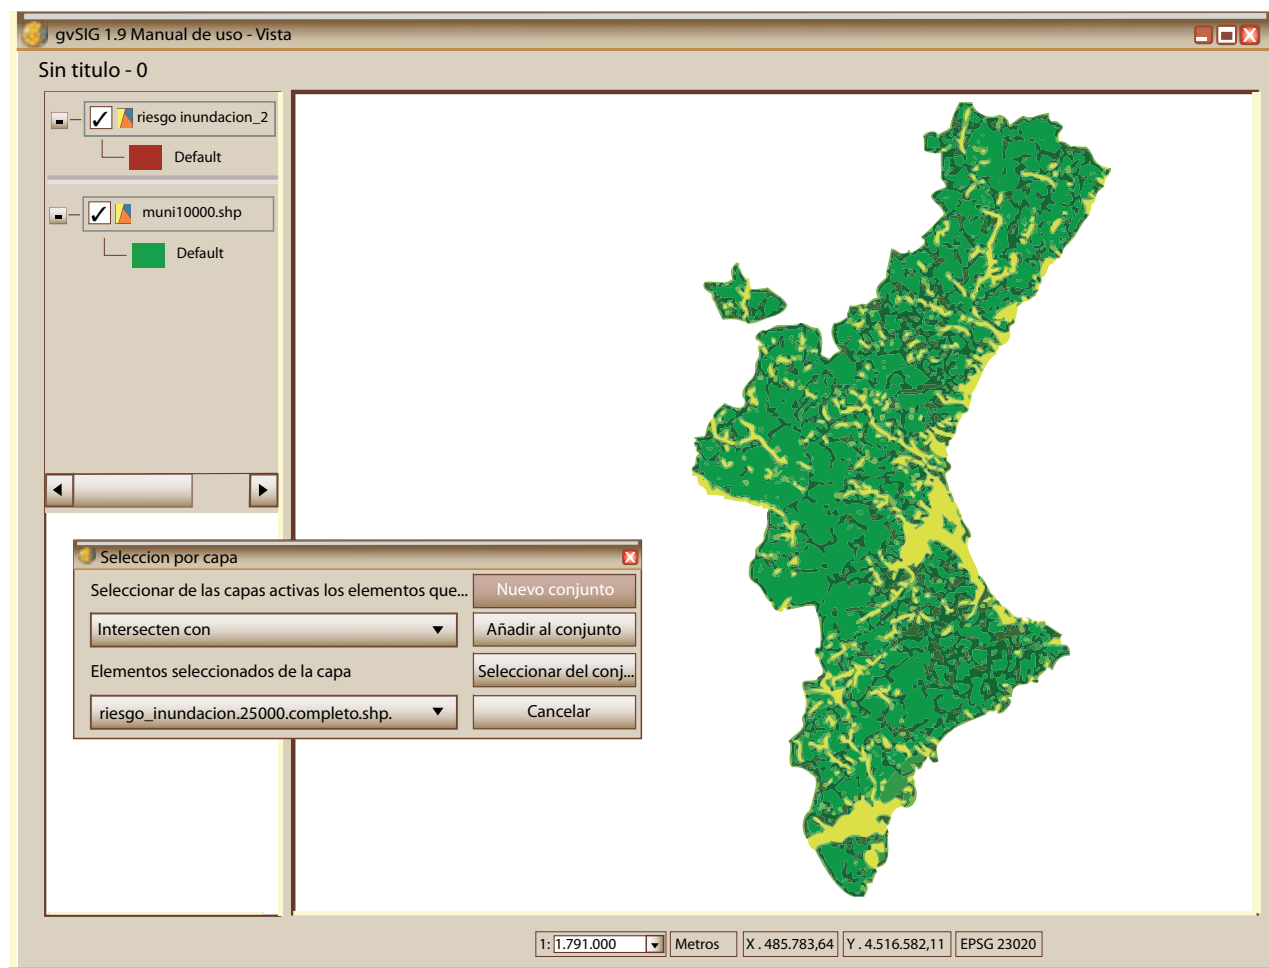 gvSIG 1.9 Manual de uso - Vista
Sin titulo - 0
riesgo inundacion_2
Default
muni10000.shp
Default
Seleccion por capa
Seleccionar de las capas activas los elementos que...
Nuevo conjunto
Intersecten con
Añadir al conjunto
Elementos seleccionados de la capa
Seleccionar del conj...
riesgo_inundacion.25000.completo.shp.
Cancelar
1: 1.791.000
Metros
X . 485.783,64
Y . 4.516.582,11
EPSG 23020